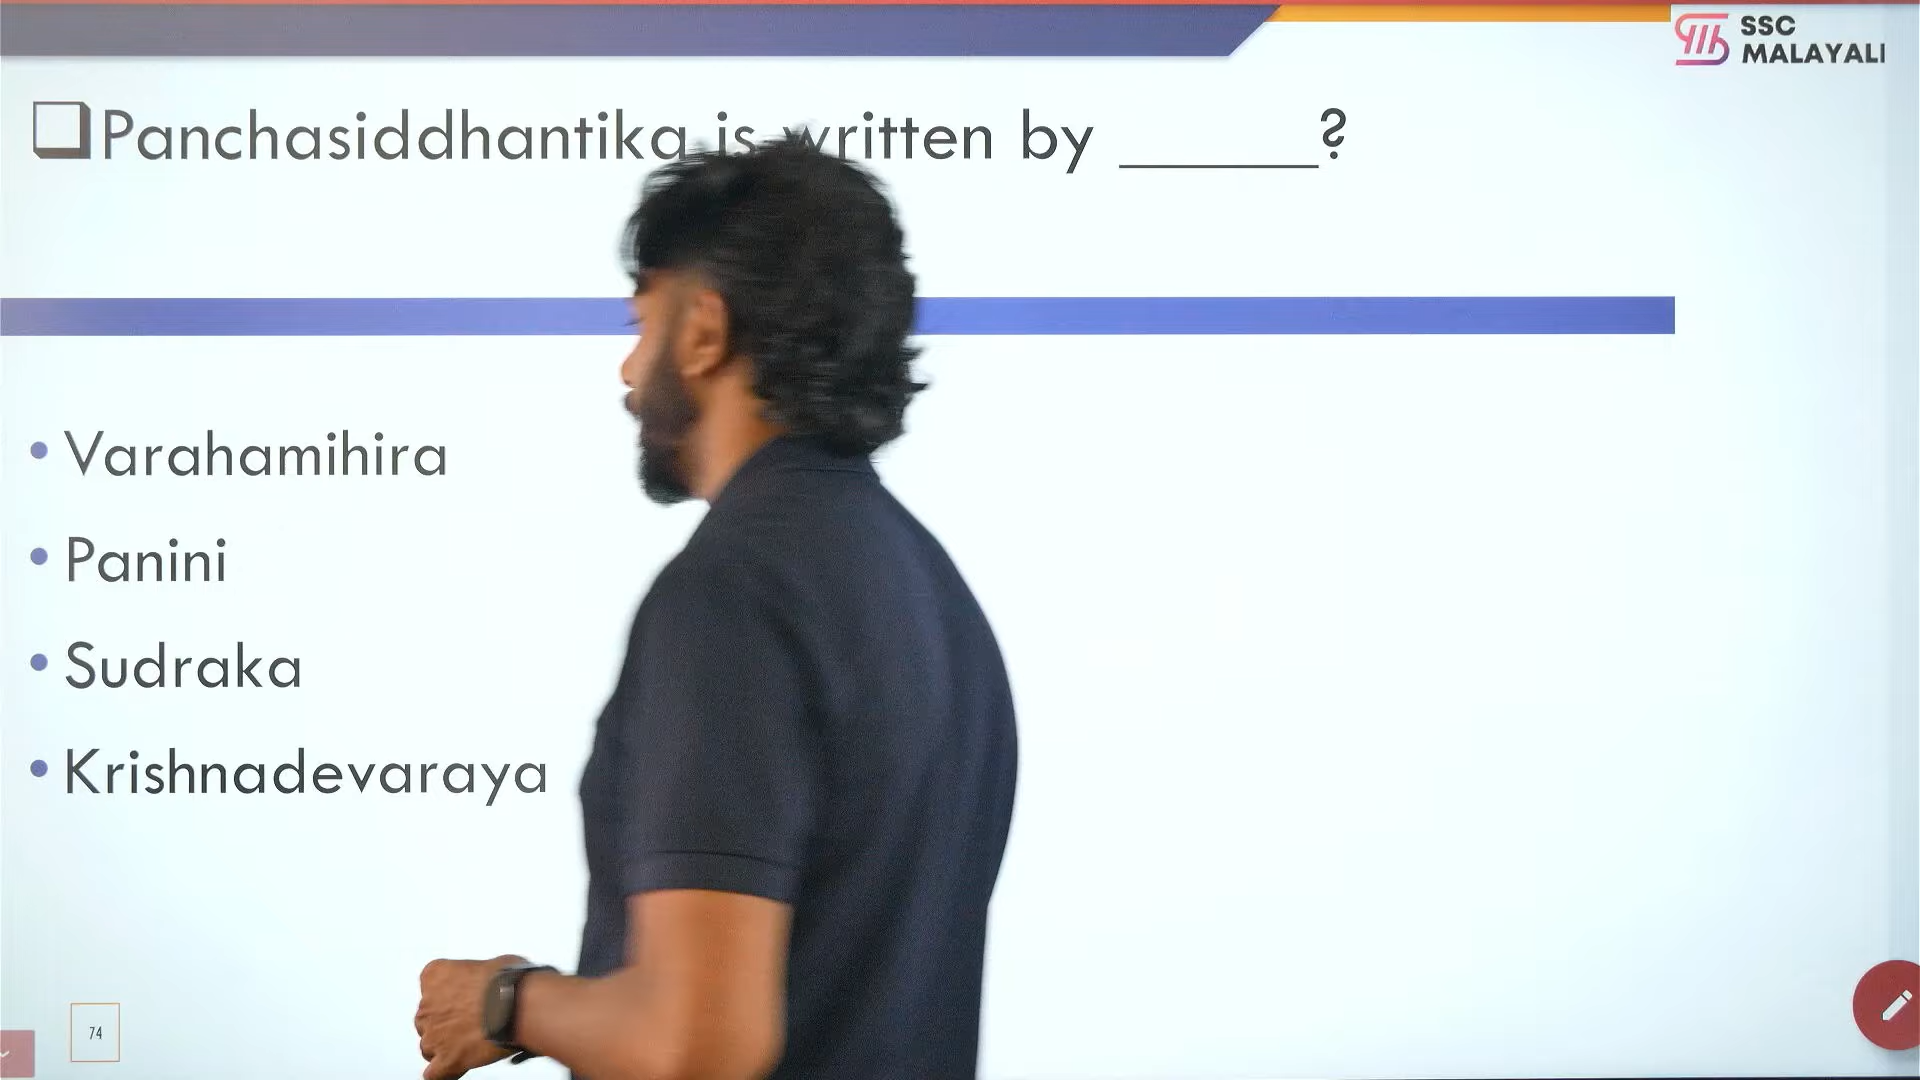 SSC
MALAYALI
Panchasiddhantika is written by ______?
Varahamihira
Panini
Sudraka
Krishnadevaraya
74